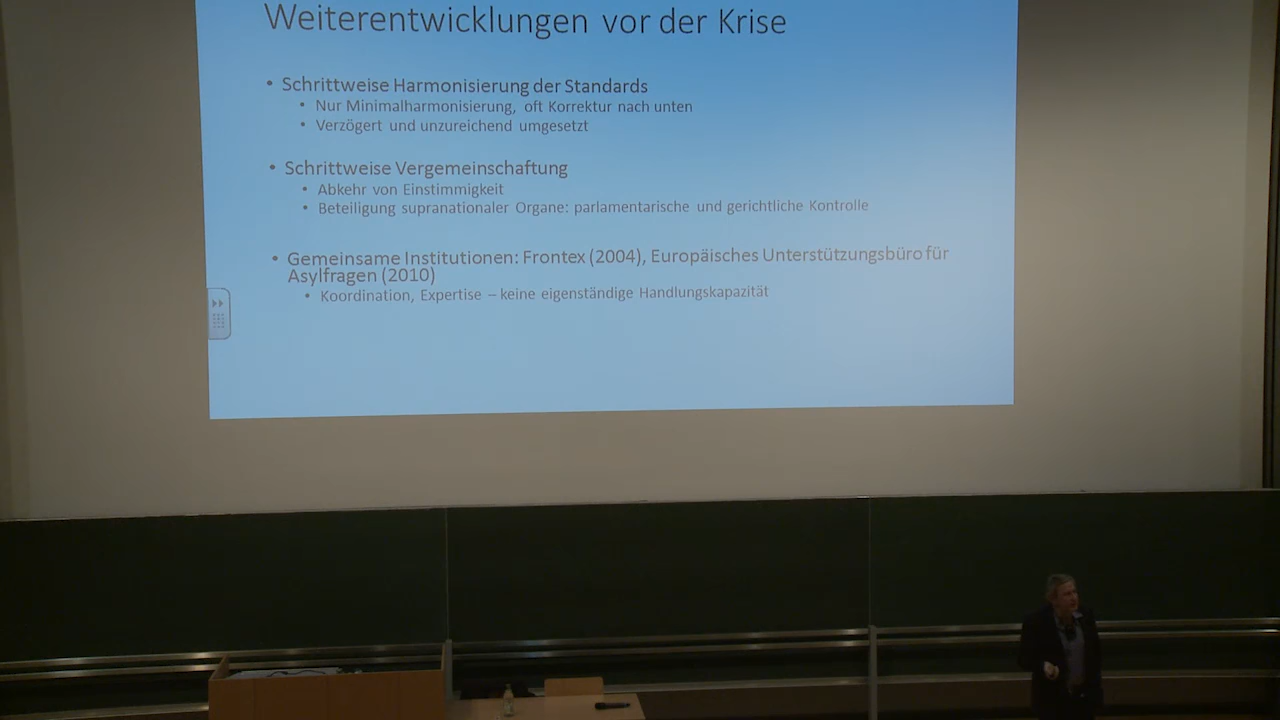 Weiterentwicklungen vor der Krise
• Schrittweise Harmonisierung der Standards
• Nur Minimalharmonisierung, oft Korrektur nach unten
• Verzögert und unzureichend umgesetzt
• Schrittweise Vergemeinschaftung
• Abkehr von Einstimmigkeit
• Beteiligung supranationaler Organe: parlamentarische und gerichtliche Kontrolle
• Gemeinsame Institutionen: Frontex (2004), Europäisches Unterstützungsbüro für
Asylfragen (2010)
• Koordination, Expertise – keine eigenständige Handlungskapazität